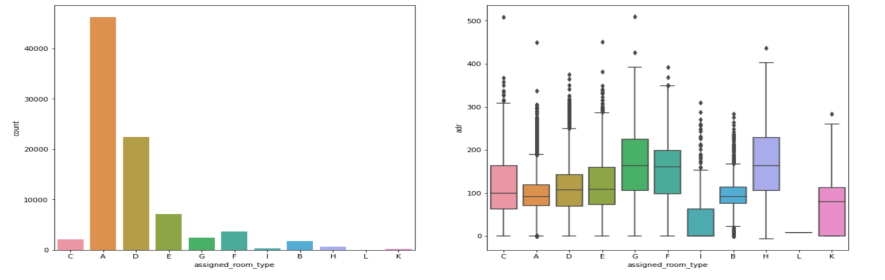 40000
30000
20000
10000
0
count
C A D E G F I B H L K
assigned_room_type
500
400
300
200
100
0
adr
C A D E G F I B H L K
assigned_room_type